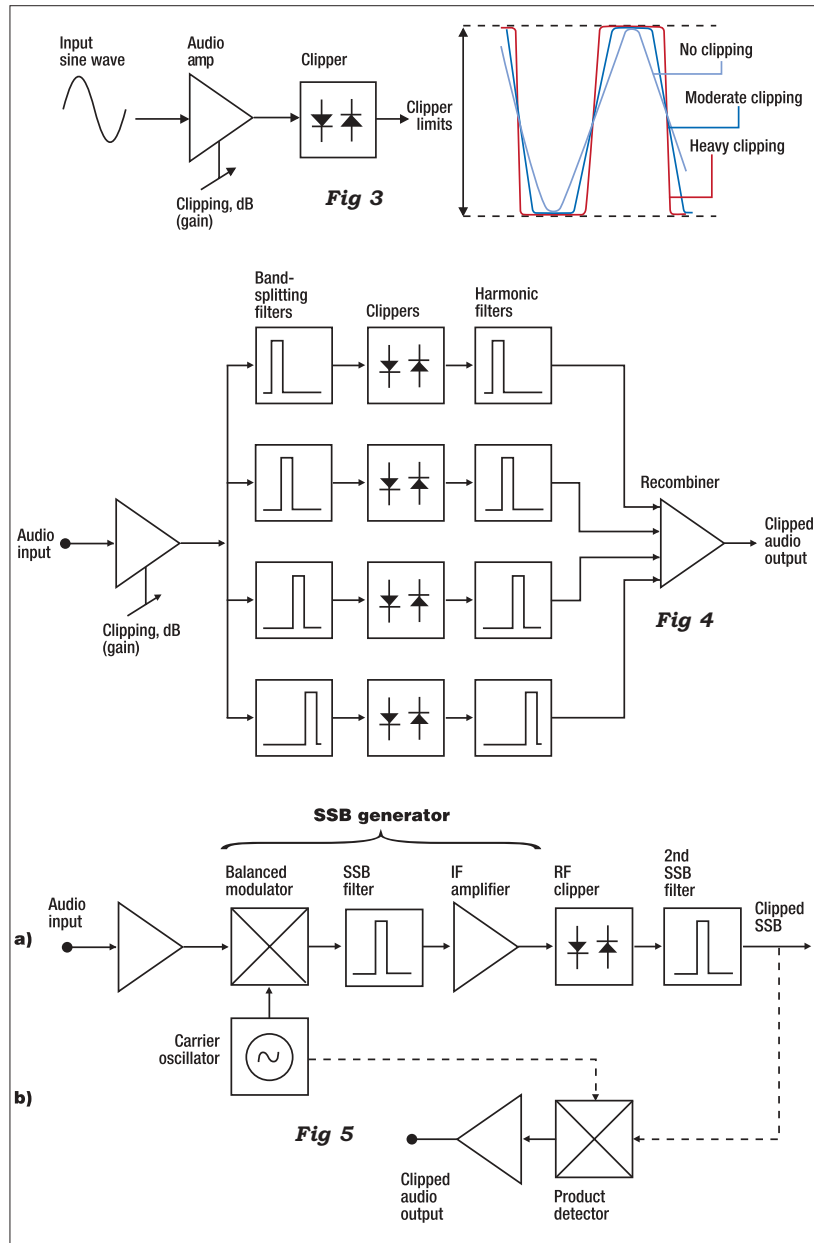 Input
sine wave
Audio
amp
Clipper
Clipper
limits
No clipping
Moderate clipping
Heavy clipping
Clipping, dB
(gain)
Fig 3
Band-
splitting
filters
Clippers
Harmonic
filters
Recombiner
Audio
input
Clipped
audio
output
Clipping, dB
(gain)
Fig 4
SSB generator
Balanced
modulator
SSB
filter
IF
amplifier
RF
clipper
2nd
SSB
filter
Audio
input
Clipped
SSB
a)
Carrier
oscillator
b)
Fig 5
Clipped
audio
output
Product
detector